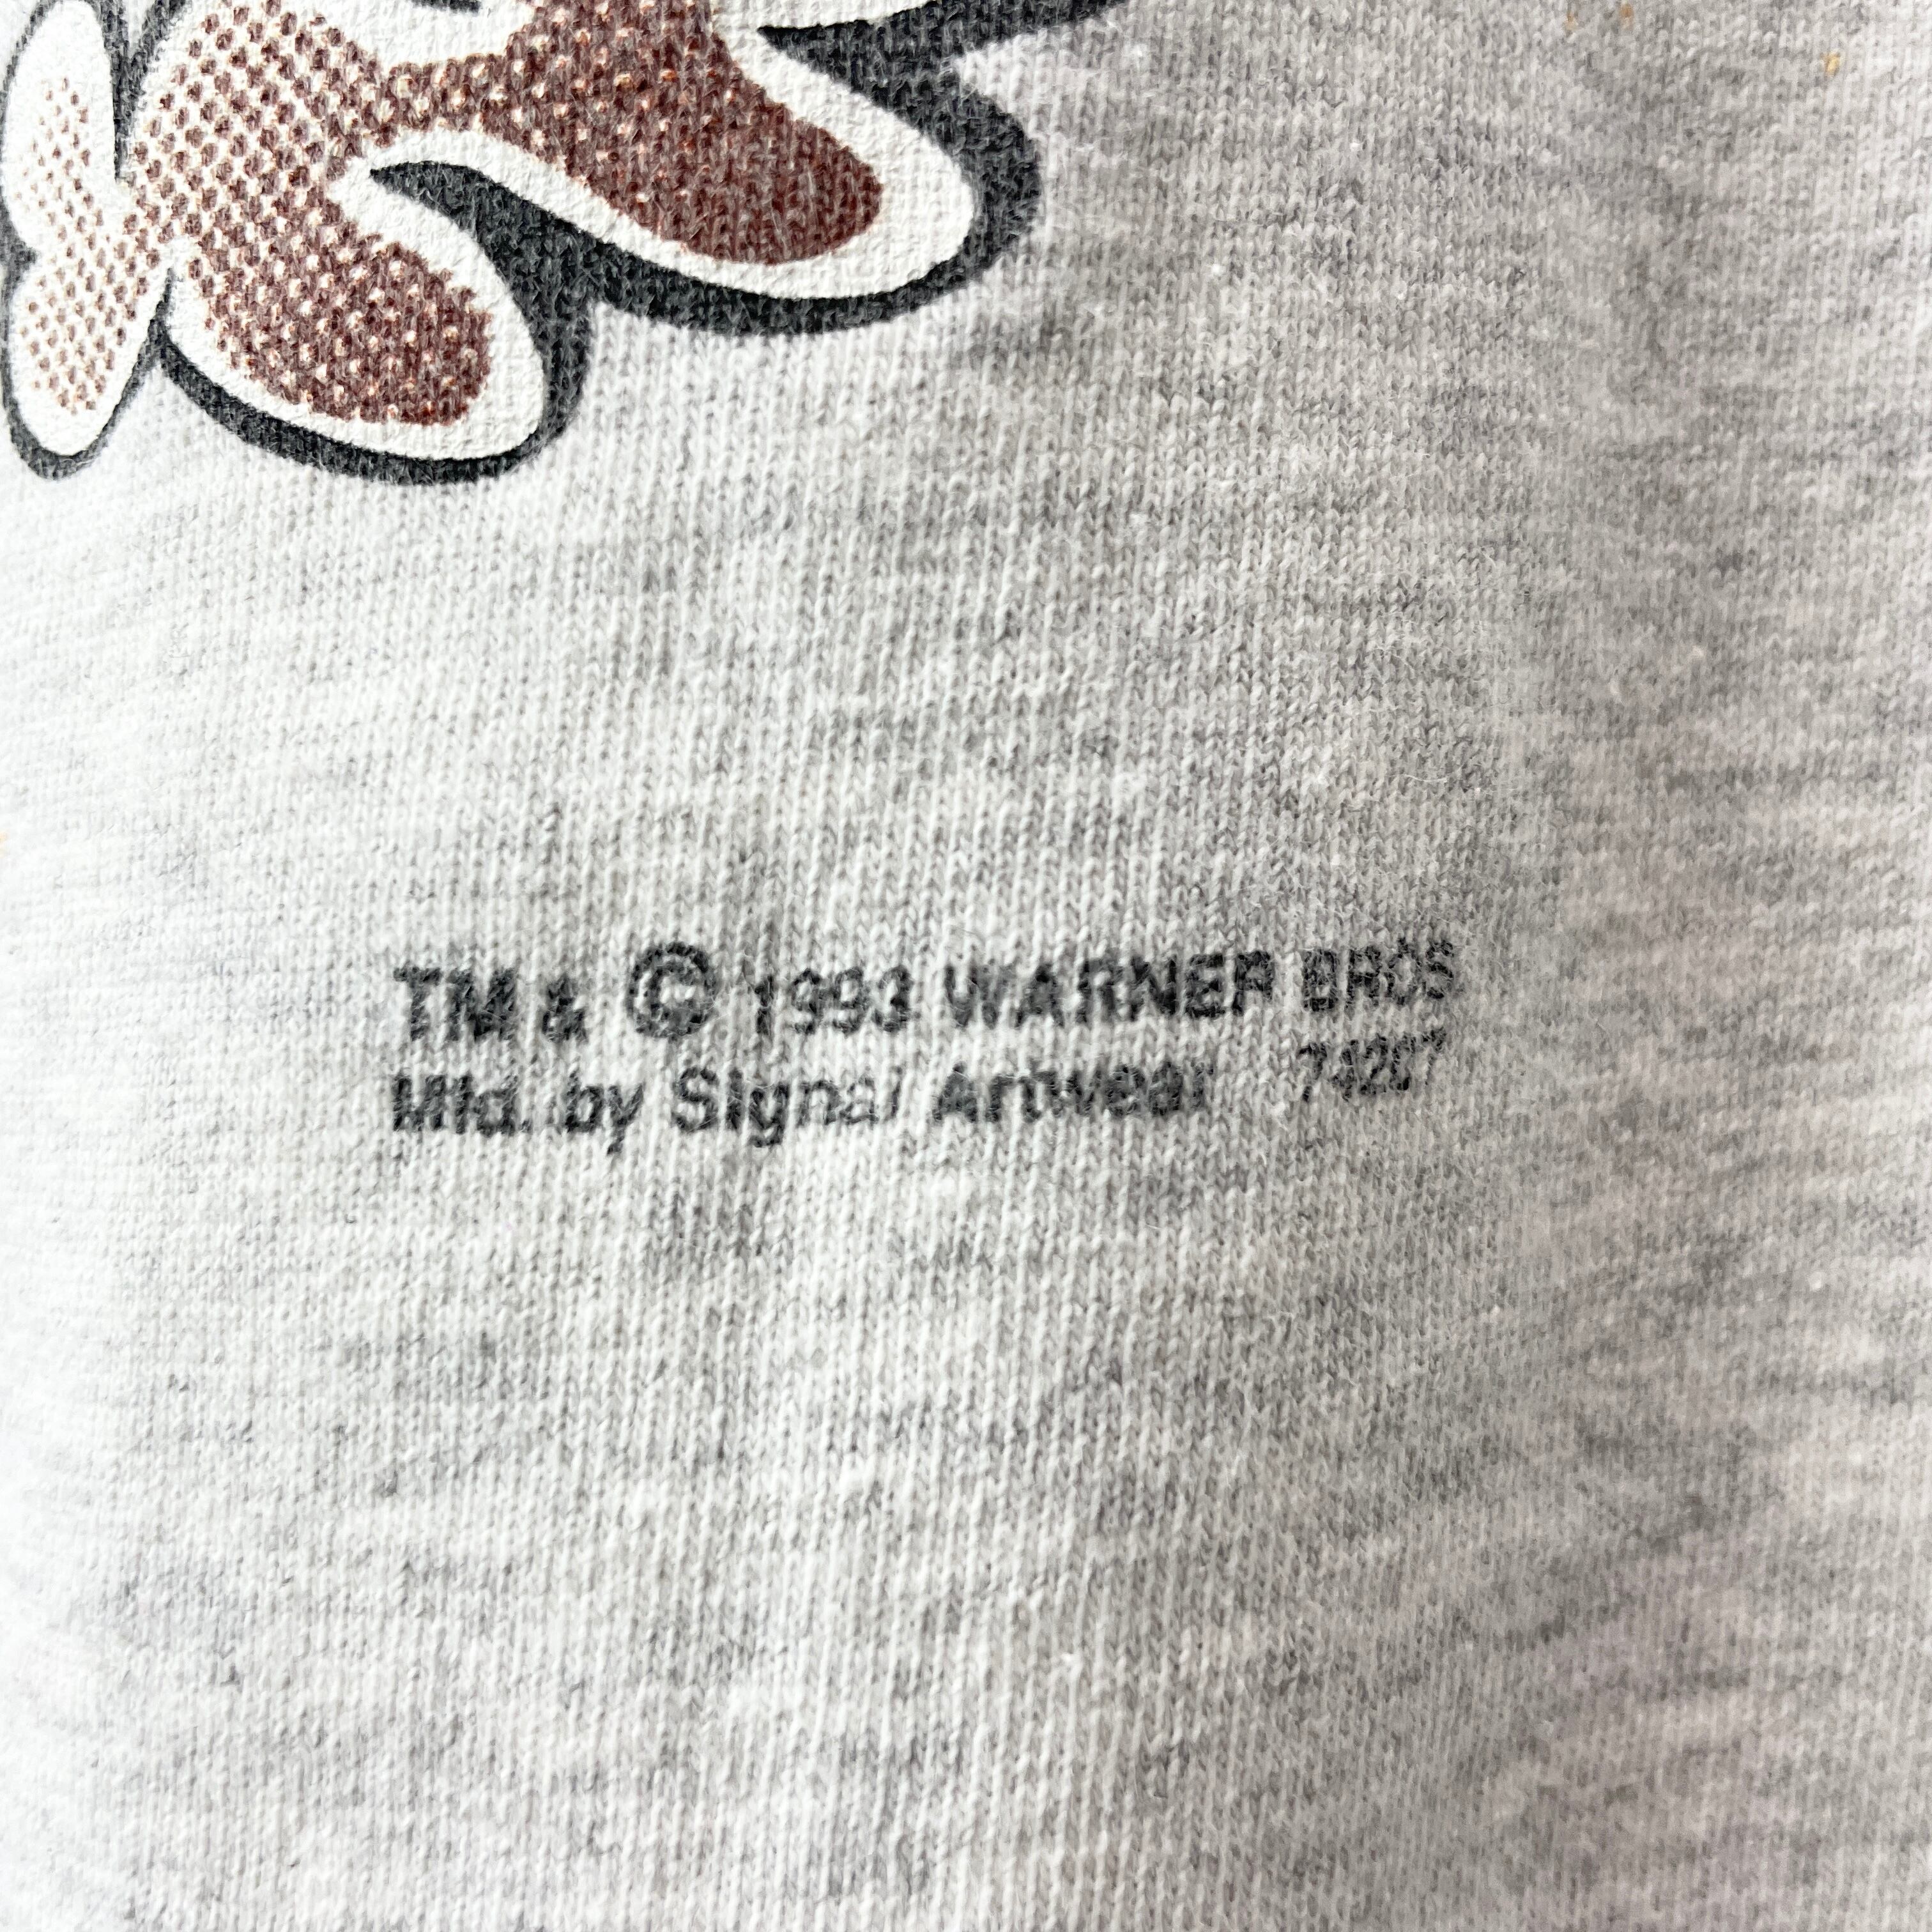 TM & © 1993 WARNER BROS
Mfd. by Signal Artwear 74207